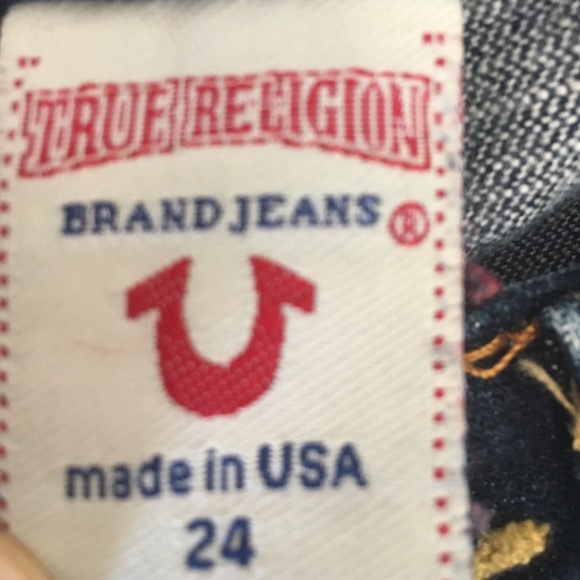 TRUE RELIGION
BRAND JEANS ®
made in USA
24